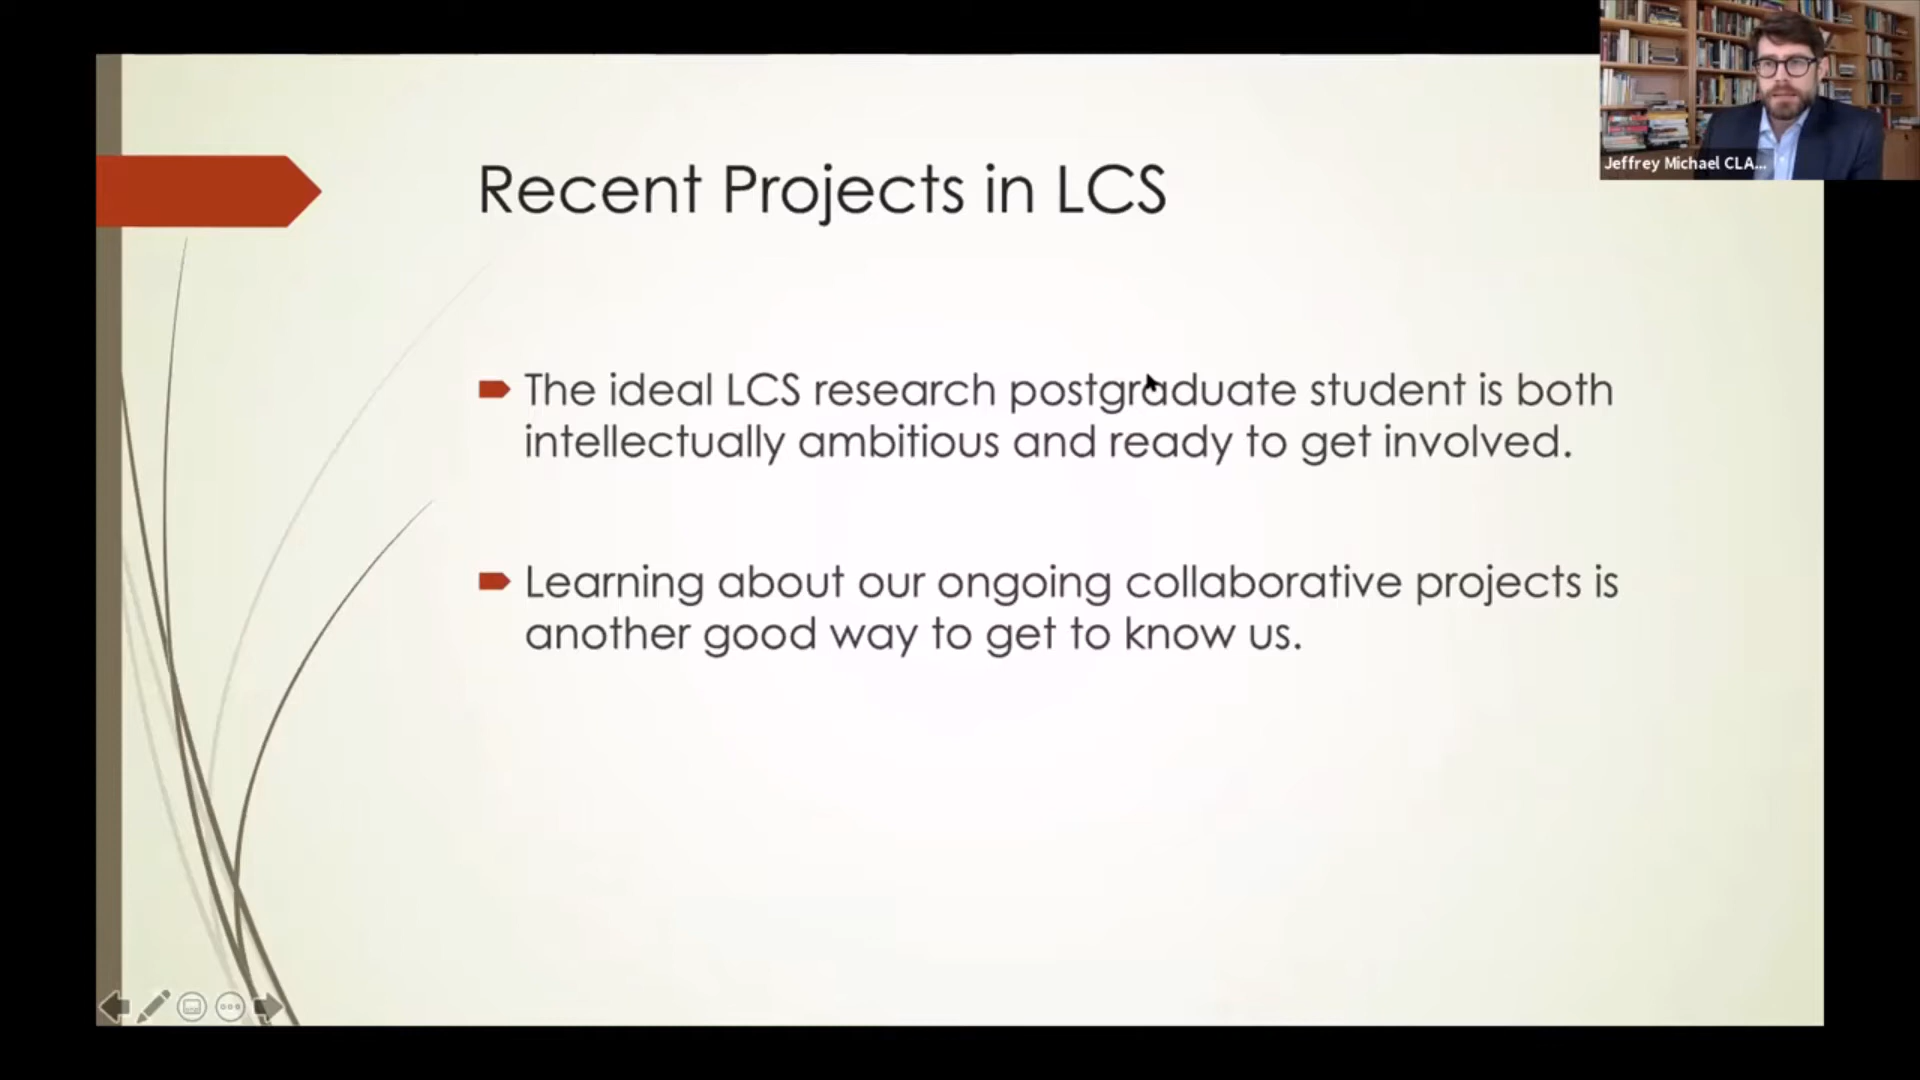 Recent Projects in LCS
The ideal LCS research postgraduate student is both
intellectually ambitious and ready to get involved.
Learning about our ongoing collaborative projects is
another good way to get to know us.
Jeffrey Michael CLA...